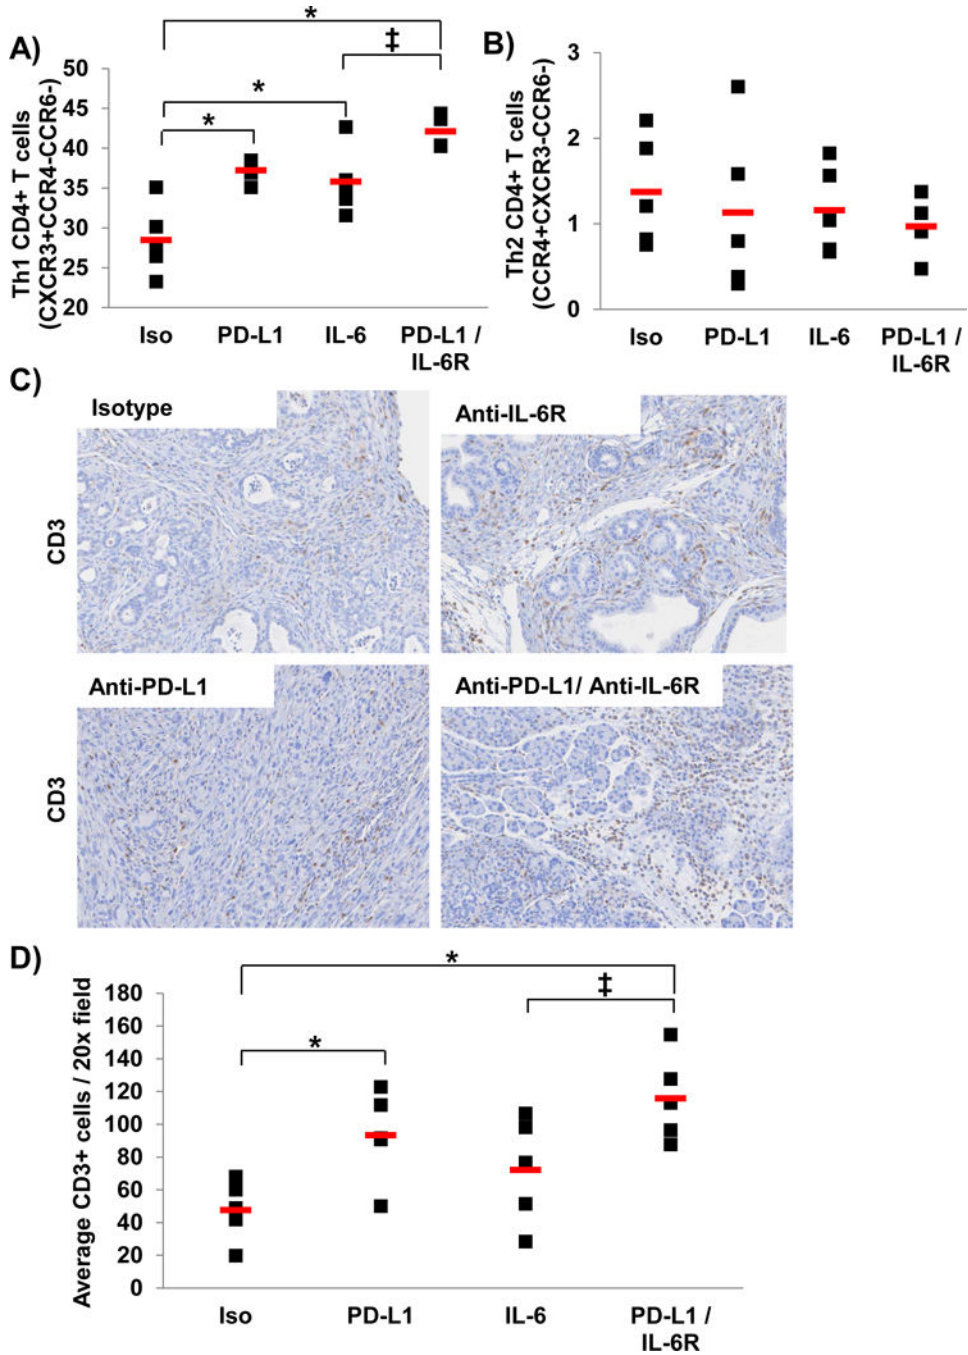 A)
*
‡
*
*
Th1 CD4+ T cells
(CXCR3+CCR4-CCR6-)
50
45
40
35
30
25
20
Iso
PD-L1
IL-6
PD-L1 /
IL-6R
B)
Th2 CD4+ T cells
(CCR4+CXCR3-CCR6-)
3
2
1
0
Iso
PD-L1
IL-6
PD-L1 /
IL-6R
C)
Isotype
Anti-IL-6R
CD3
Anti-PD-L1
Anti-PD-L1/ Anti-IL-6R
CD3
D)
*
‡
*
Average CD3+ cells / 20x field
180
160
140
120
100
80
60
40
20
0
Iso
PD-L1
IL-6
PD-L1 /
IL-6R